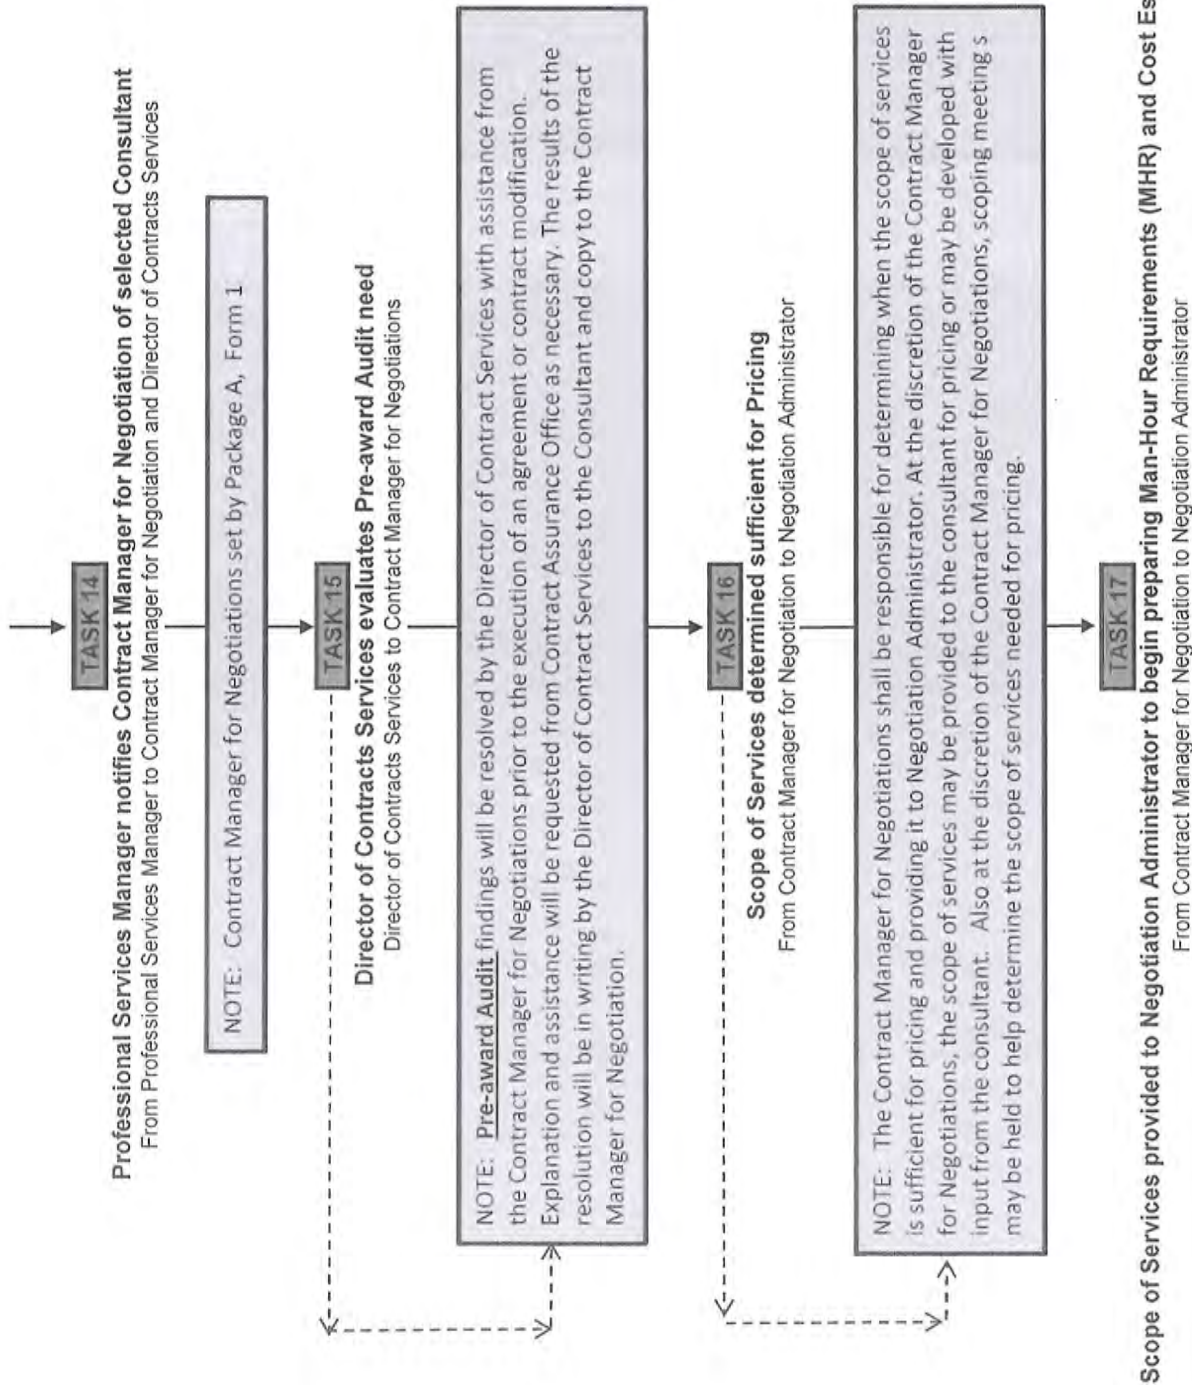 TASK 14
Professional Services Manager notifies Contract Manager for Negotiation of selected Consultant
From Professional Services Manager to Contract Manager for Negotiation and Director of Contracts Services
NOTE: Contract Manager for Negotiations set by Package A, Form 1
TASK 15
Director of Contracts Services evaluates Pre-award Audit need
Director of Contracts Services to Contract Manager for Negotiations
NOTE: Pre-award Audit findings will be resolved by the Director of Contract Services with assistance from
the Contract Manager for Negotiations prior to the execution of an agreement or contract modification.
Explanation and assistance will be requested from Contract Assurance Office as necessary. The results of the
resolution will be in writing by the Director of Contract Services to the Consultant and copy to the Contract
Manager for Negotiation.
TASK 16
Scope of Services determined sufficient for Pricing
From Contract Manager for Negotiation to Negotiation Administrator
NOTE: The Contract Manager for Negotiations shall be responsible for determining when the scope of services
is sufficient for pricing and providing it to Negotiation Administrator. At the discretion of the Contract Manager
for Negotiations, the scope of services may be provided to the consultant for pricing or may be developed with
input from the consultant. Also at the discretion of the Contract Manager for Negotiations, scoping meeting s
may be held to help determine the scope of services needed for pricing.
TASK 17
Scope of Services provided to Negotiation Administrator to begin preparing Man-Hour Requirements (MHR) and Cost Es
From Contract Manager for Negotiation to Negotiation Administrator